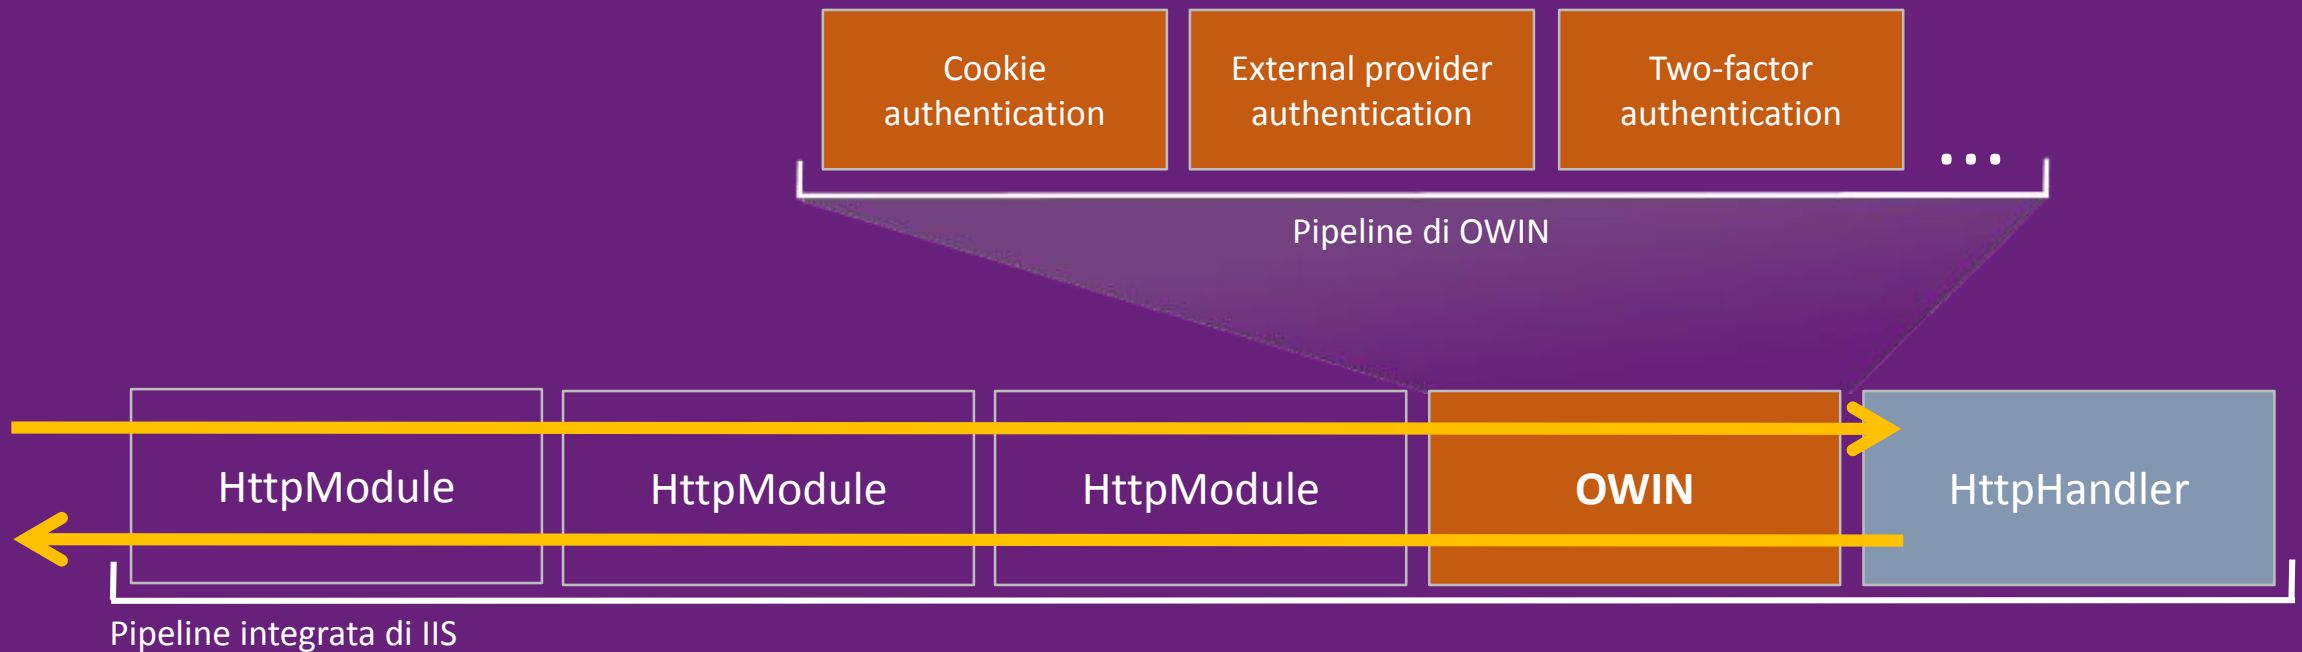 Cookie
authentication
External provider
authentication
Two-factor
authentication
...
Pipeline di OWIN
HttpModule
HttpModule
HttpModule
OWIN
HttpHandler
Pipeline integrata di IIS